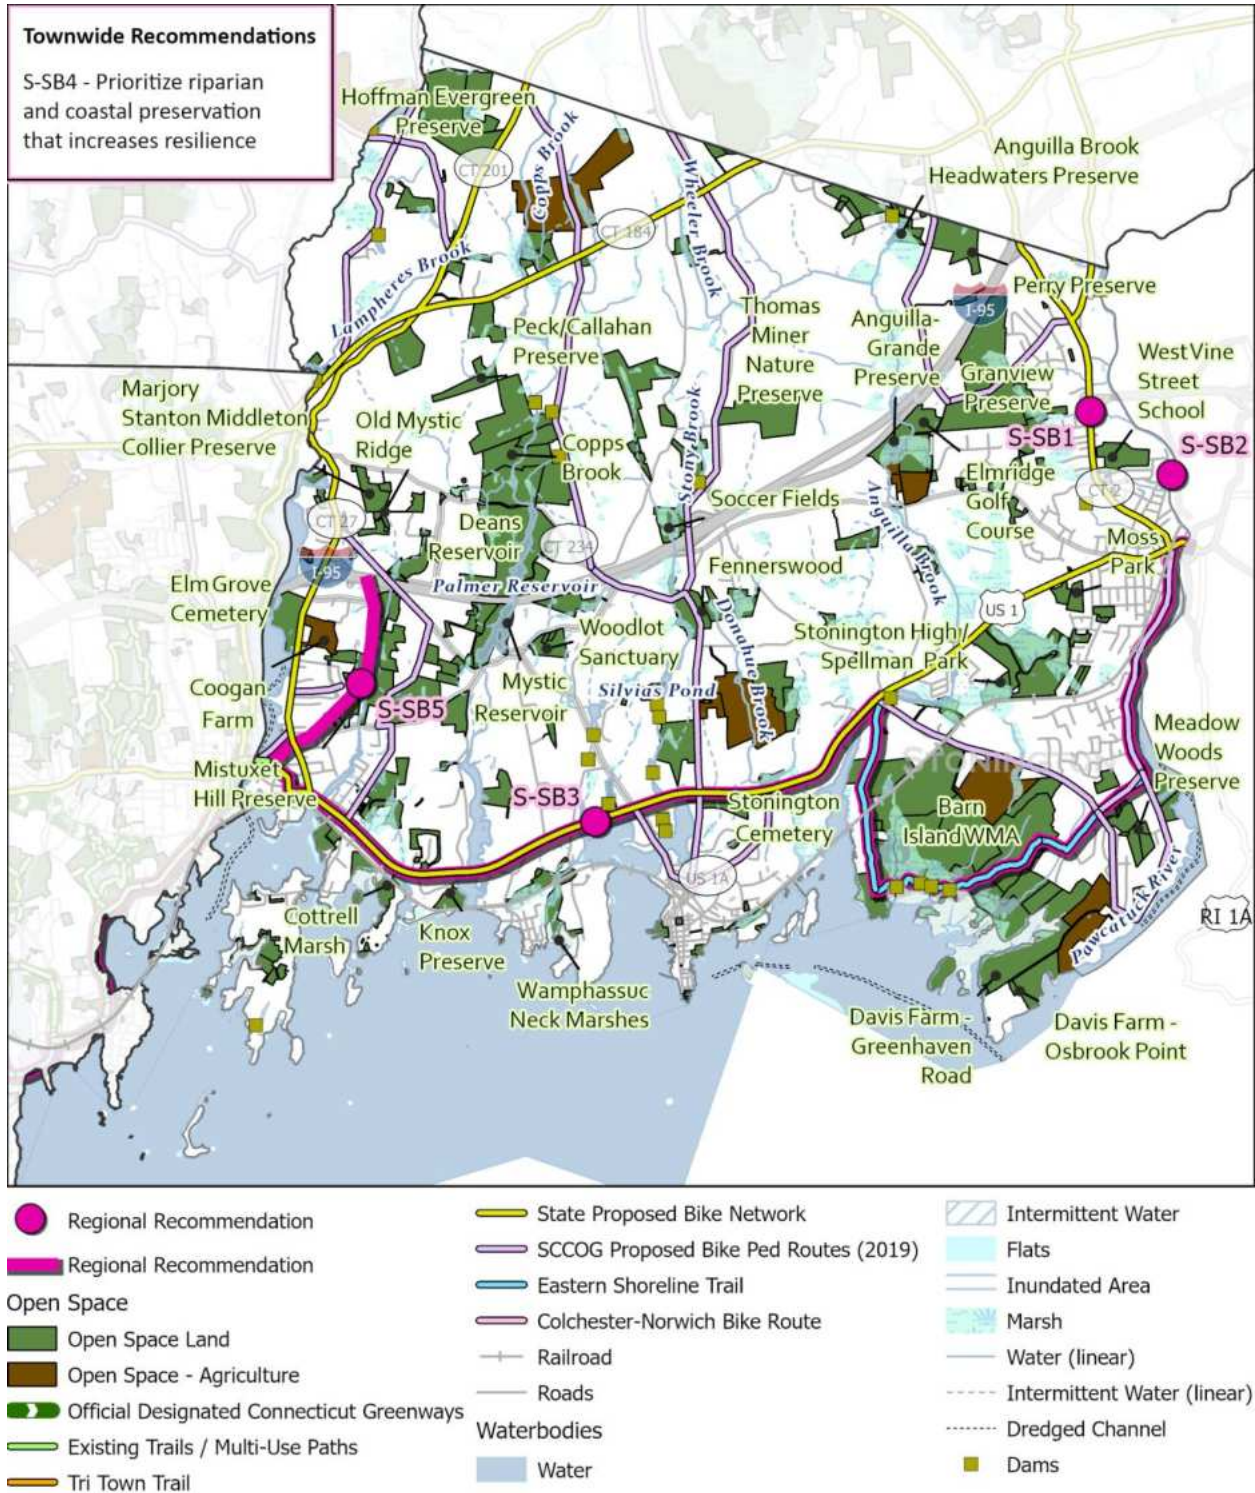 Townwide Recommendations
S-SB4 - Prioritize riparian
and coastal preservation
that increases resilience
Hoffman Evergreen
Preserve
CT 201
Copps Brook
CT 184
Wheeler Brook
Anguilla Brook
Headwaters Preserve
Lampheres Brook
Perry Preserve
I-95
Peck/Callahan
Preserve
Thomas
Miner
Nature
Preserve
Anguilla-
Grande
Preserve
Granview
Preserve
West Vine
Street
School
Marjory
Stanton Middleton
Collier Preserve
Old Mystic
Ridge
Copps
Brook
Stony Brook
S-SB1
S-SB2
CT 2
Elmridge
Golf
Course
Soccer Fields
CT 27
Deans
Reservoir
CT 234
Anguilla Brook
Moss
Park
I-95
Elm Grove
Cemetery
Palmer Reservoir
Fennerswood
US 1
Woodlot
Sanctuary
Donahue Brook
Stonington High/
Spellman Park
Coogan
Farm
S-SB5
Mystic
Reservoir
Silvias Pond
Meadow
Woods
Preserve
Mistuxet
Hill Preserve
S-SB3
Stonington
Cemetery
Barn
Island WMA
US 1A
Pawcatuck River
RI 1A
Cottrell
Marsh
Knox
Preserve
Wamphassuc
Neck Marshes
Davis Farm -
Greenhaven
Road
Davis Farm -
Osbrook Point
Regional Recommendation
Regional Recommendation
Open Space
Open Space Land
Open Space - Agriculture
Official Designated Connecticut Greenways
Existing Trails / Multi-Use Paths
Tri Town Trail
State Proposed Bike Network
SCCOG Proposed Bike Ped Routes (2019)
Eastern Shoreline Trail
Colchester-Norwich Bike Route
Railroad
Roads
Waterbodies
Water
Intermittent Water
Flats
Inundated Area
Marsh
Water (linear)
Intermittent Water (linear)
Dredged Channel
Dams